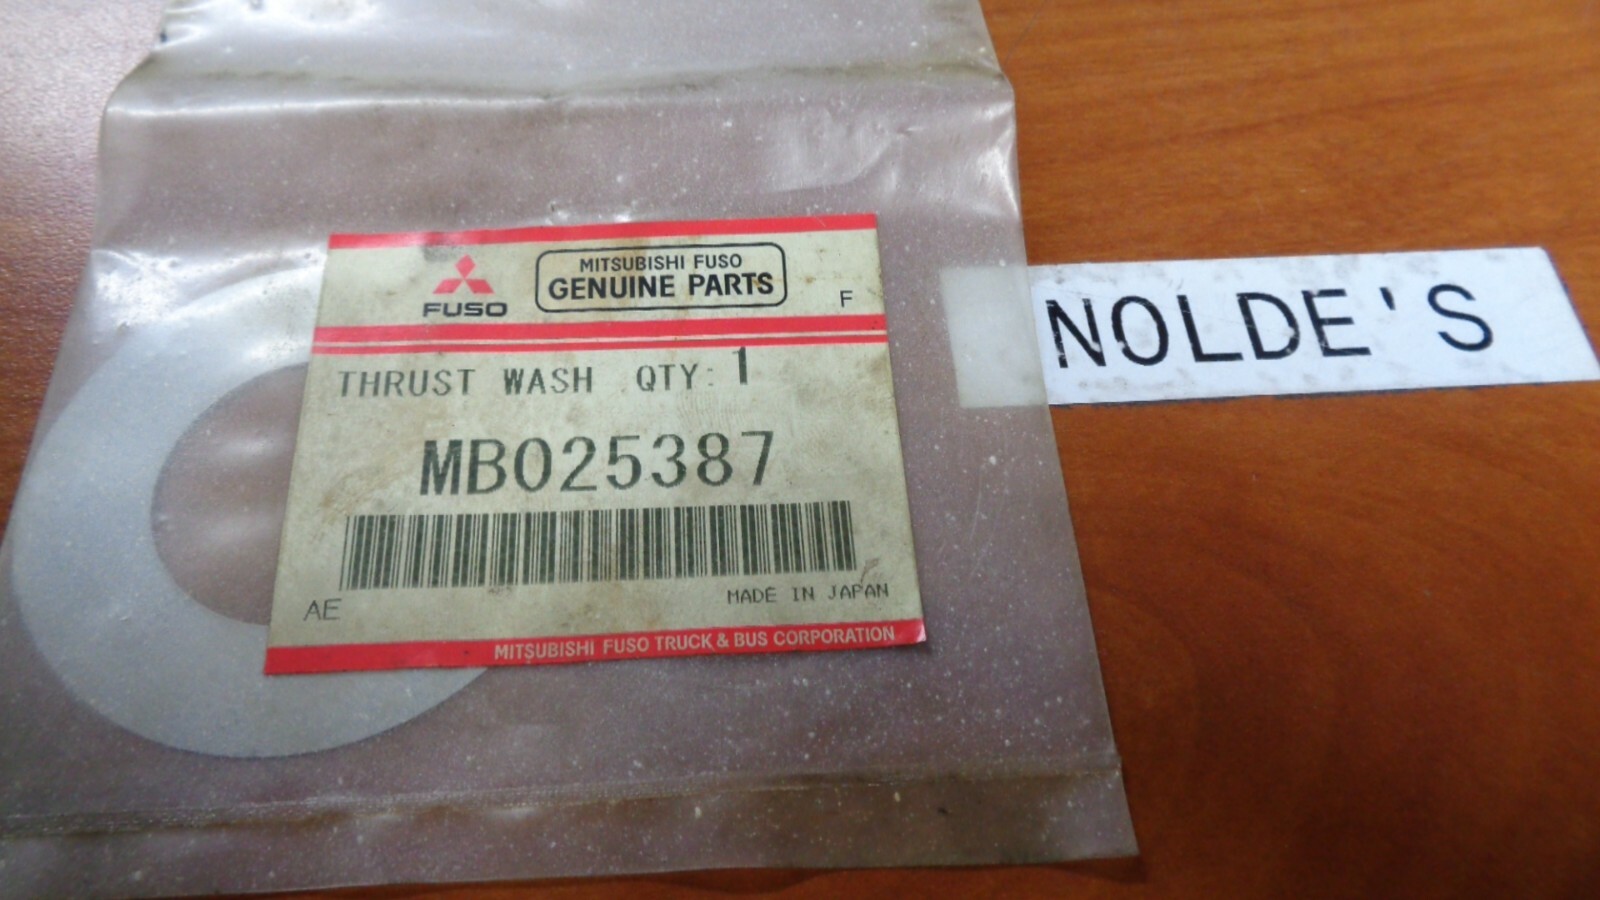 MITSUBISHI FUSO
GENUINE PARTS
FUSO
F
THRUST WASH QTY: 1
MB025387
AE
MADE IN JAPAN
MITSUBISHI FUSO TRUCK & BUS CORPORATION
NOLDE'S